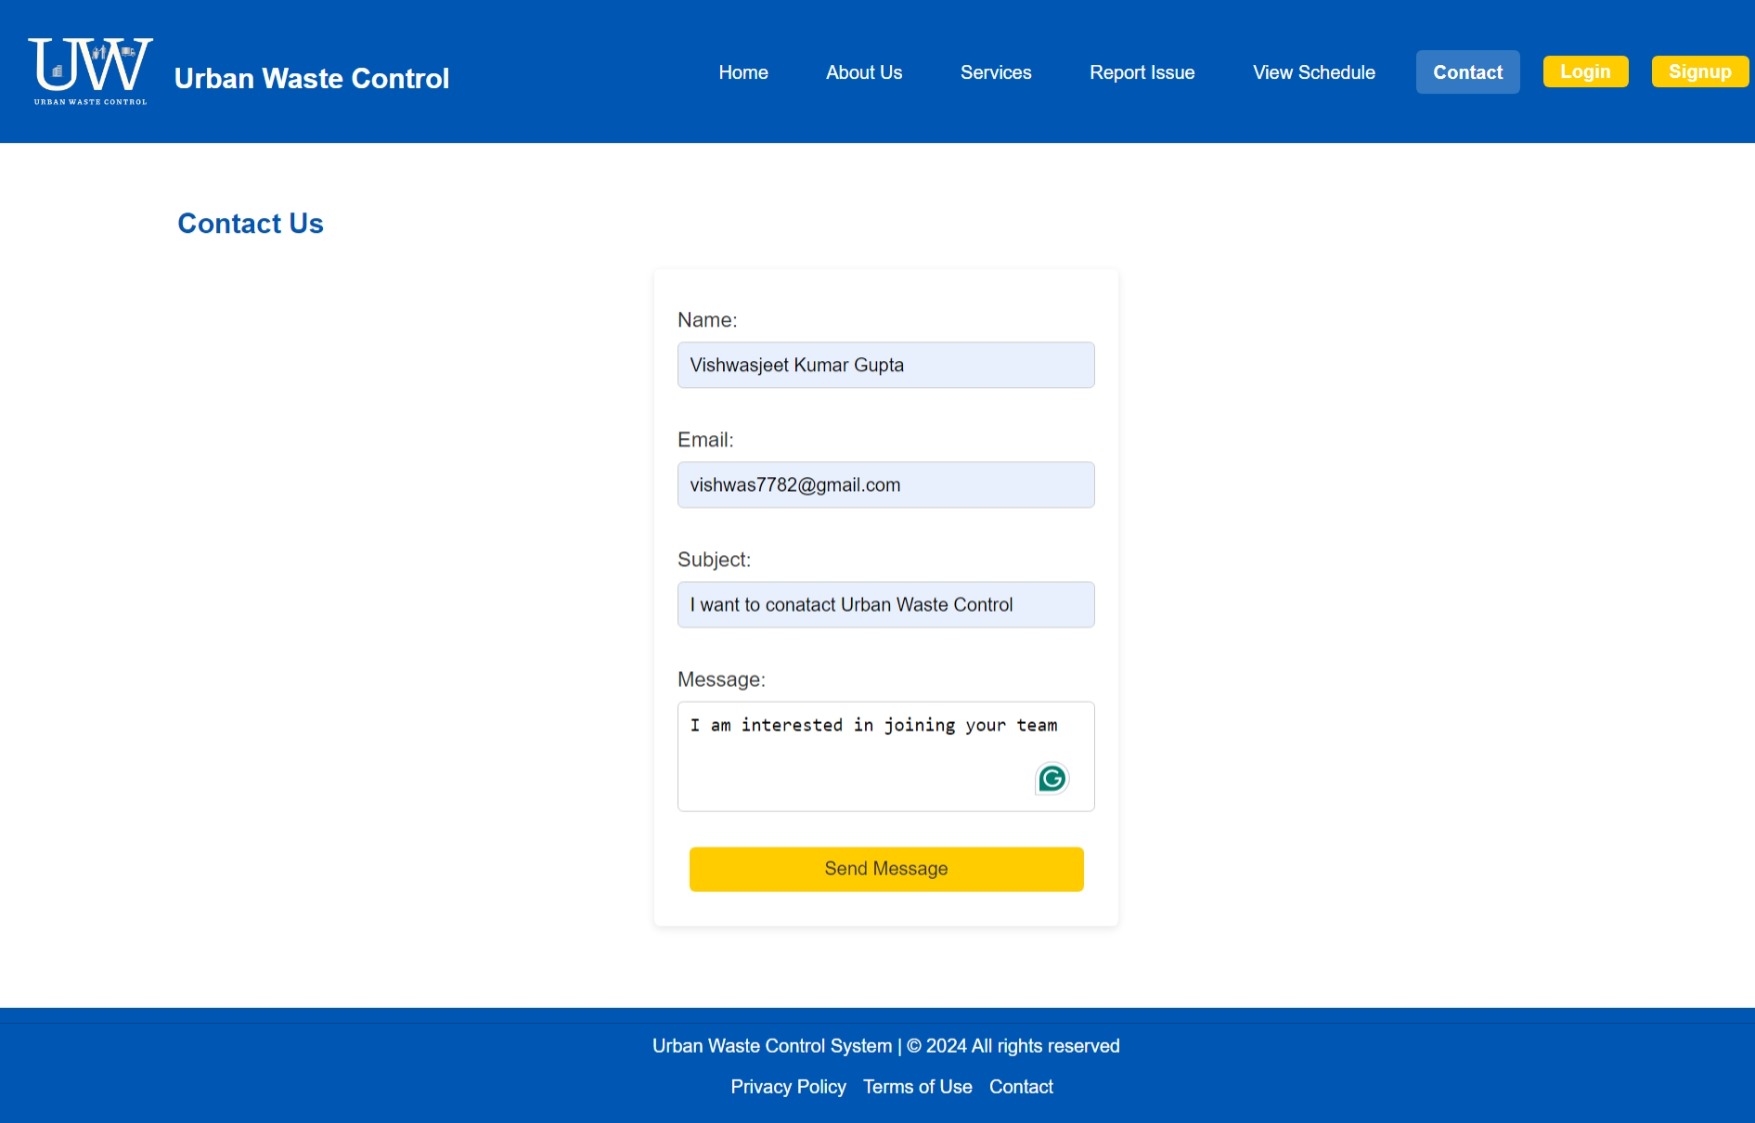 UW
URBAN WASTE CONTROL
Urban Waste Control
Home About Us Services Report Issue View Schedule Contact Login Signup
Contact Us
Name:
Vishwasjeet Kumar Gupta
Email:
vishwas7782@gmail.com
Subject:
I want to conatact Urban Waste Control
Message:
I am interested in joining your team
Send Message
Urban Waste Control System | © 2024 All rights reserved
Privacy Policy Terms of Use Contact